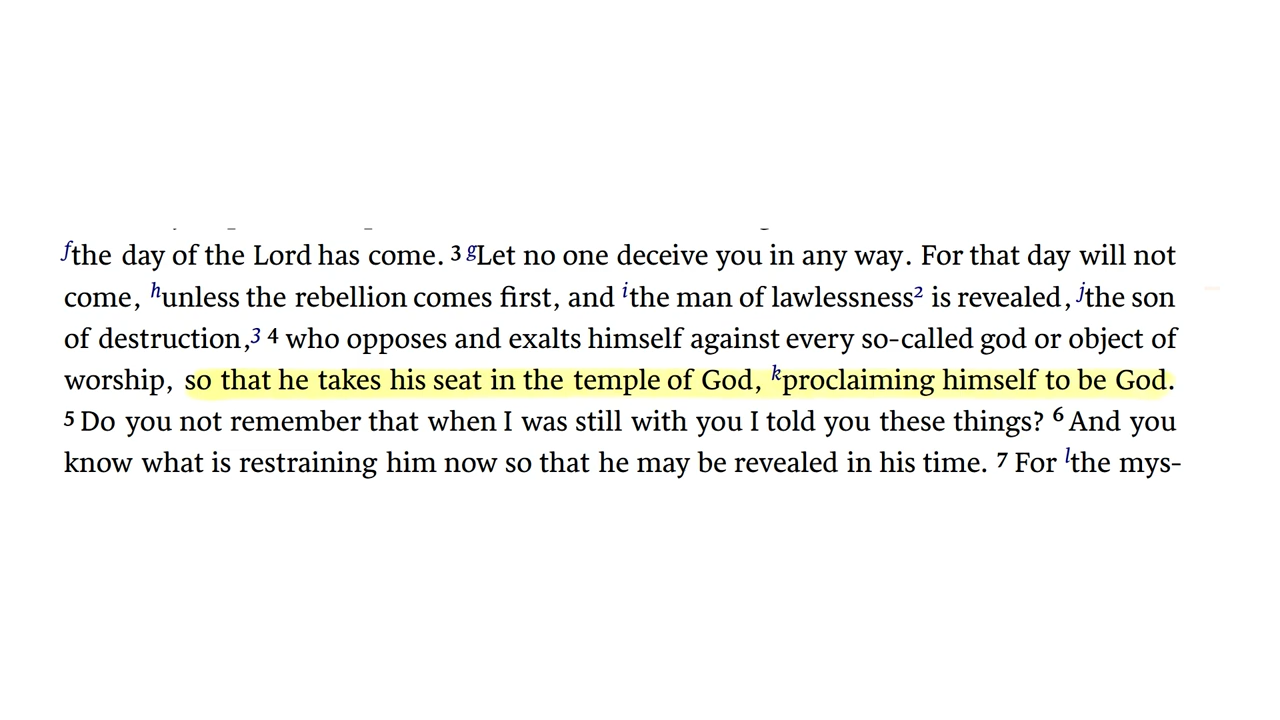 fthe day of the Lord has come. 3 gLet no one deceive you in any way. For that day will not
come, hunless the rebellion comes first, and ithe man of lawlessness2 is revealed, jthe son
of destruction,3 4 who opposes and exalts himself against every so-called god or object of
worship, so that he takes his seat in the temple of God, kproclaiming himself to be God.
5 Do you not remember that when I was still with you I told you these things? 6 And you
know what is restraining him now so that he may be revealed in his time. 7 For lthe mys-